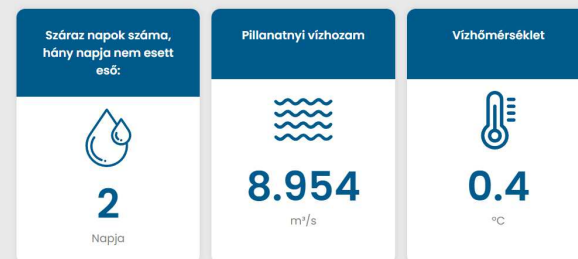 Száraz napok száma,
hány napja nem esett
eső:
2
Napja
Pillanatnyi vízhozam
8.954
m³/s
Vízhőmérséklet
0.4
°C